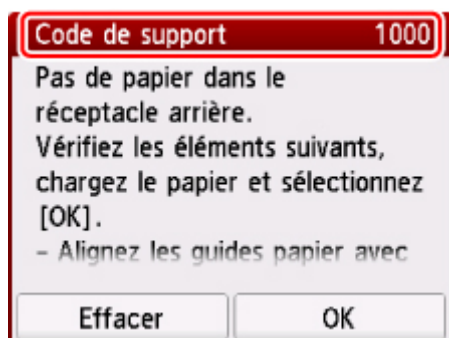 Code de support 1000
Pas de papier dans le
réceptacle arrière.
Vérifiez les éléments suivants,
chargez le papier et sélectionnez
[OK].
– Alignez les guides papier avec
Effacer OK